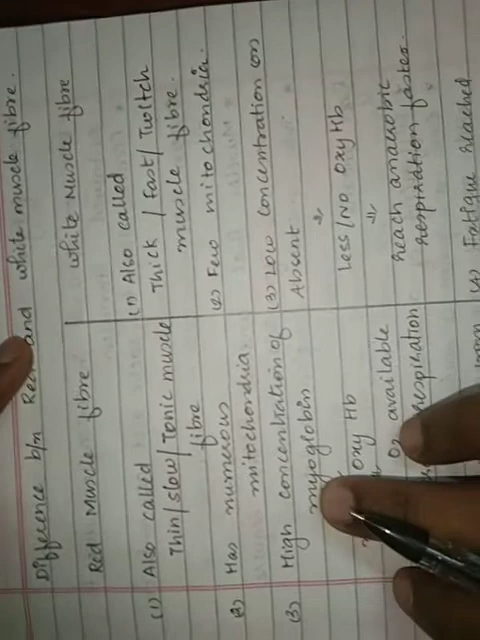 Difference b/n Red and white muscle fibre.
Red Muscle fibre
(1) Also called
Thin/slow/Tonic muscle
fibre
(2) Has numerous
mitochondria
(3) High concentration of
myoglobin
oxy Hb
O2 available
respiration
white Muscle fibre
(1) Also called
Thick / Fast/ Twitch
muscle fibre.
(2) Few mitochondria.
(3) Low concentration (or)
Absent
⇒
Less/No oxy Hb
⇒
Reach anaerobic
respiration faster.
(4) Fatigue reached